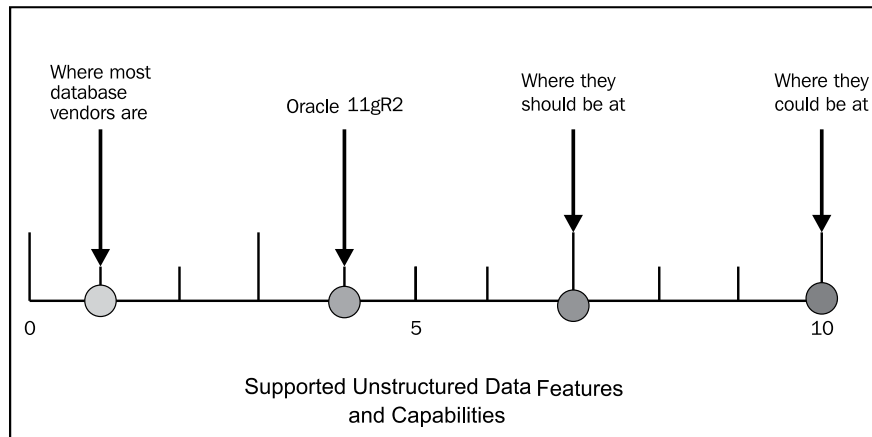 Where most
database
vendors are
Oracle 11gR2
Where they
should be at
Where they
could be at
0
5
10
Supported Unstructured Data Features
and Capabilities